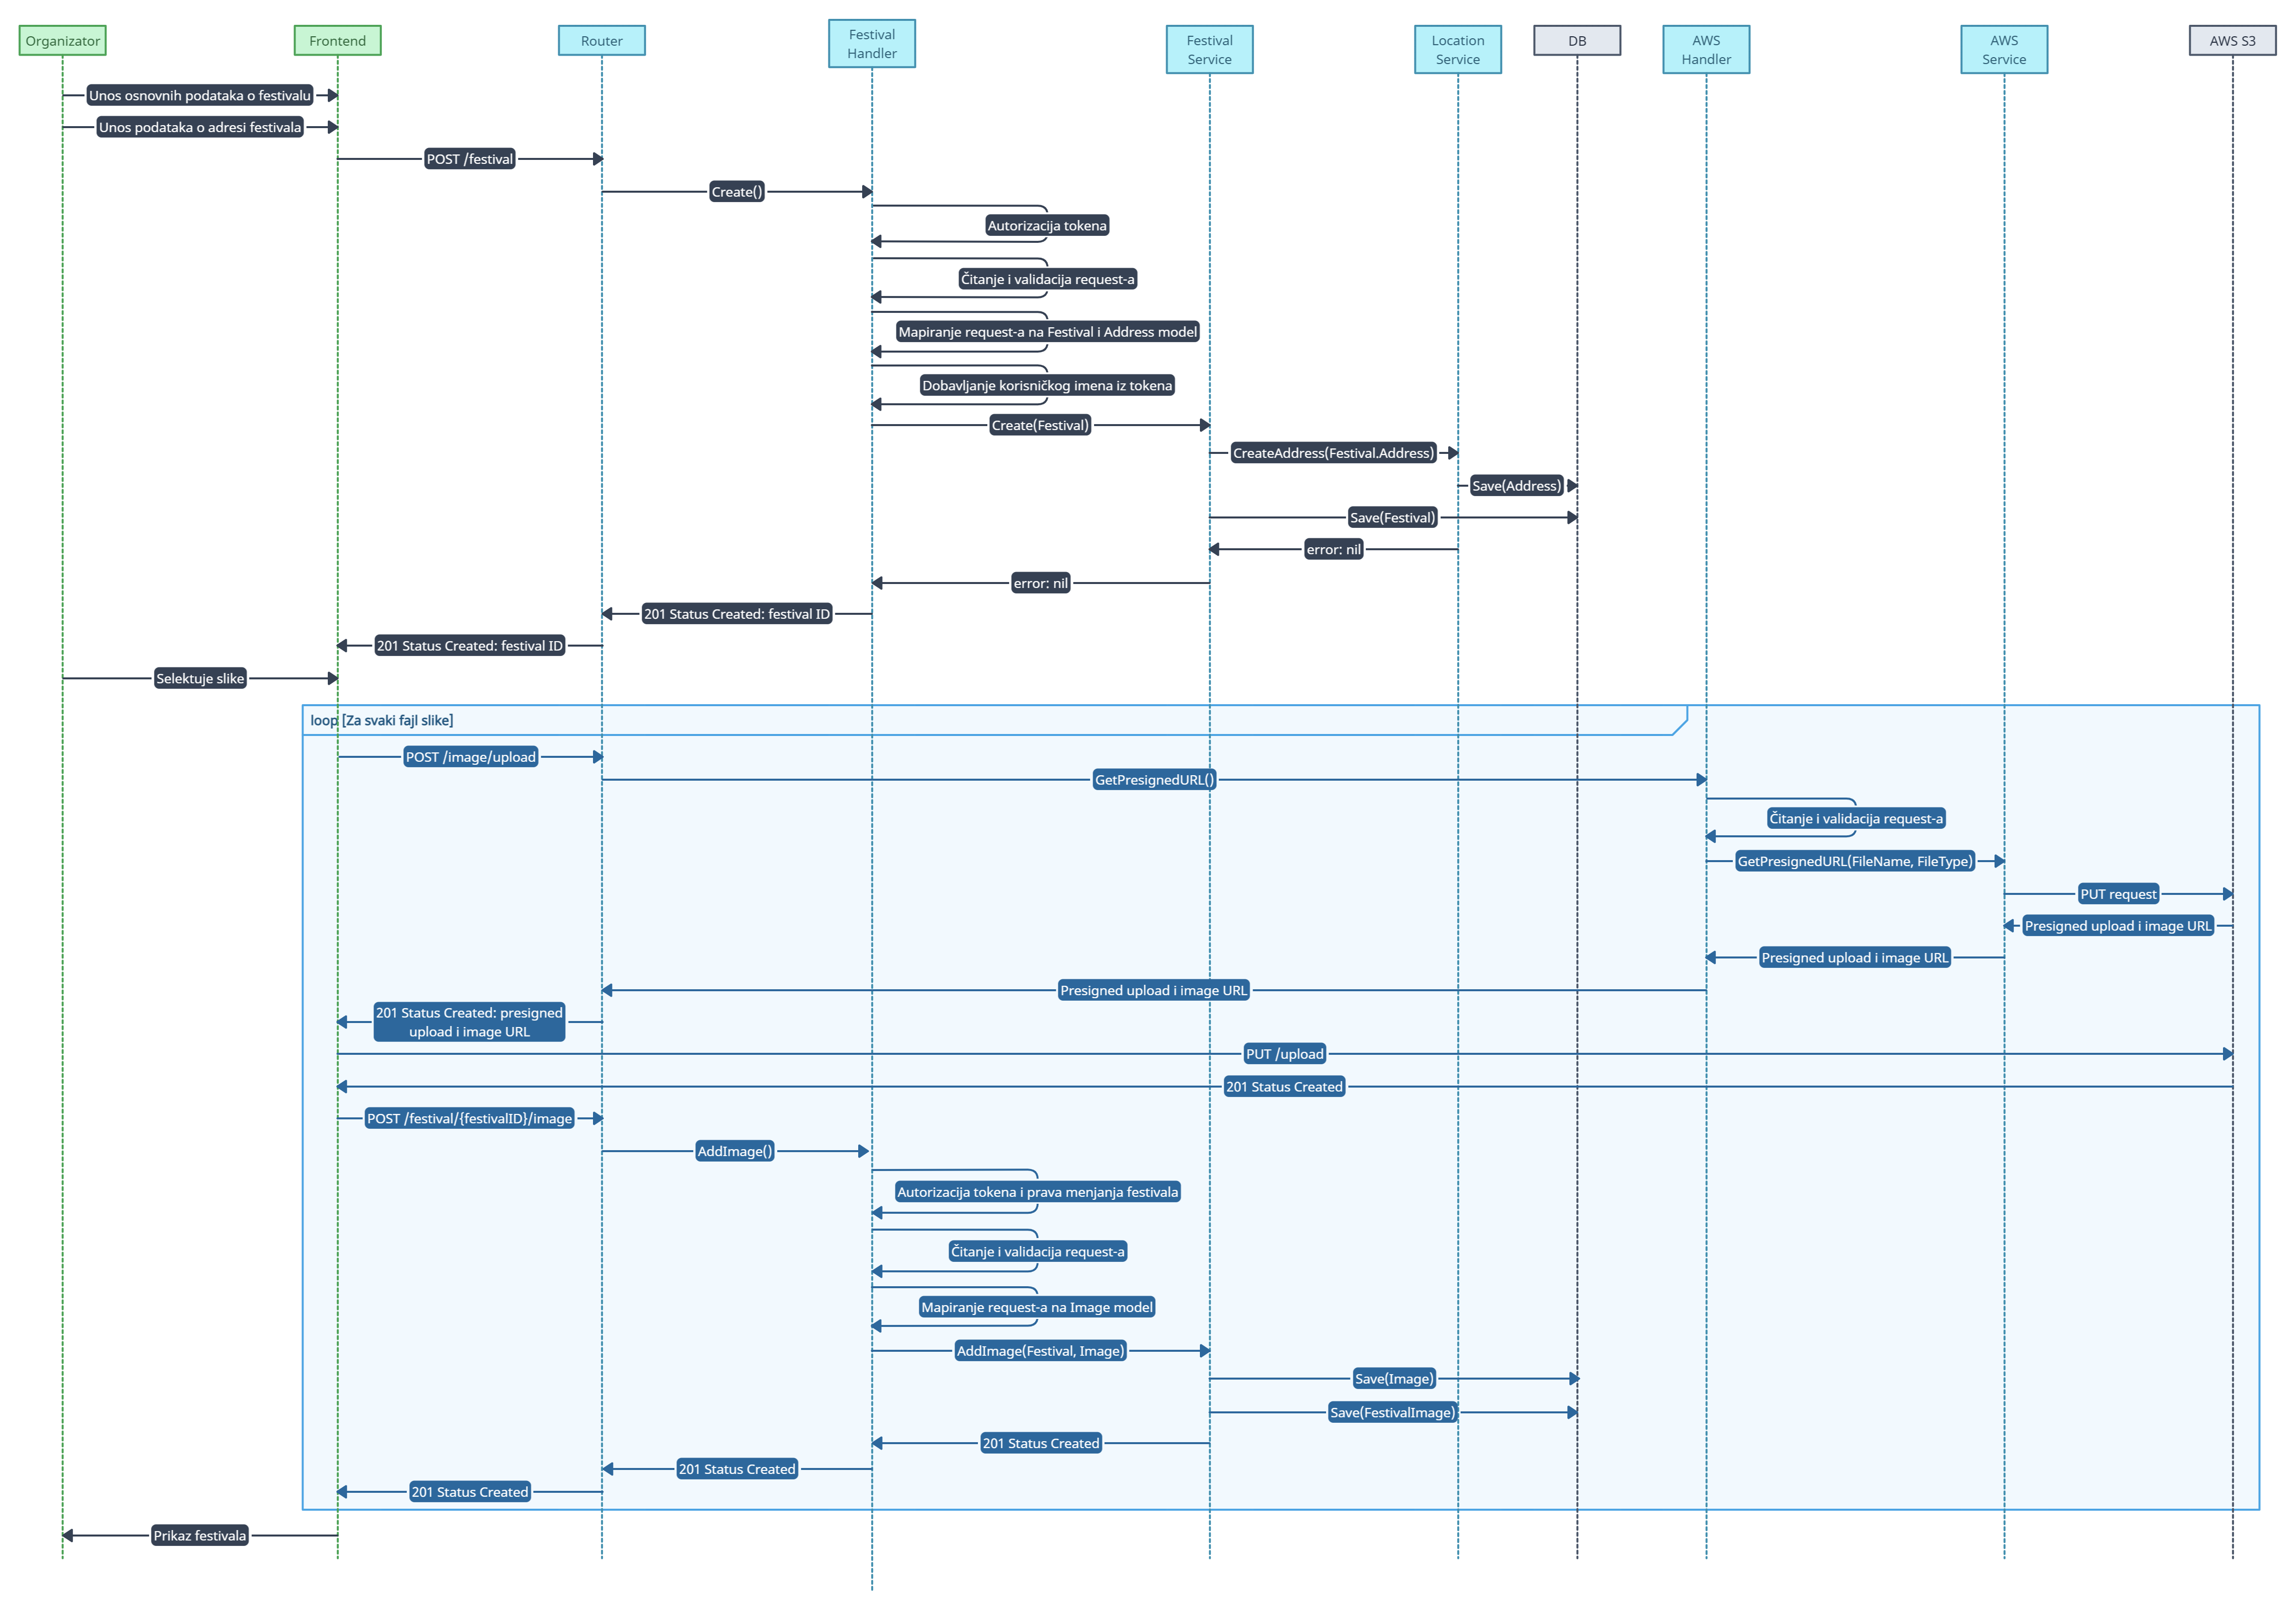 Organizator
Frontend
Router
Festival
Handler
Festival
Service
Location
Service
DB
AWS
Handler
AWS
Service
AWS S3
Unos osnovnih podataka o festivalu
Unos podataka o adresi festivala
POST /festival
Create()
Autorizacija tokena
Čitanje i validacija request-a
Mapiranje request-a na Festival i Address model
Dobavljanje korisničkog imena iz tokena
Create(Festival)
CreateAddress(Festival.Address)
Save(Address)
Save(Festival)
error: nil
error: nil
201 Status Created: festival ID
201 Status Created: festival ID
Selektuje slike
loop [Za svaki fajl slike]
POST /image/upload
GetPresignedURL()
Čitanje i validacija request-a
GetPresignedURL(FileName, FileType)
PUT request
Presigned upload i image URL
Presigned upload i image URL
Presigned upload i image URL
201 Status Created: presigned
upload i image URL
PUT /upload
201 Status Created
POST /festival/{festivalID}/image
AddImage()
Autorizacija tokena i prava menjanja festivala
Čitanje i validacija request-a
Mapiranje request-a na Image model
AddImage(Festival, Image)
Save(Image)
Save(FestivalImage)
201 Status Created
201 Status Created
201 Status Created
Prikaz festivala